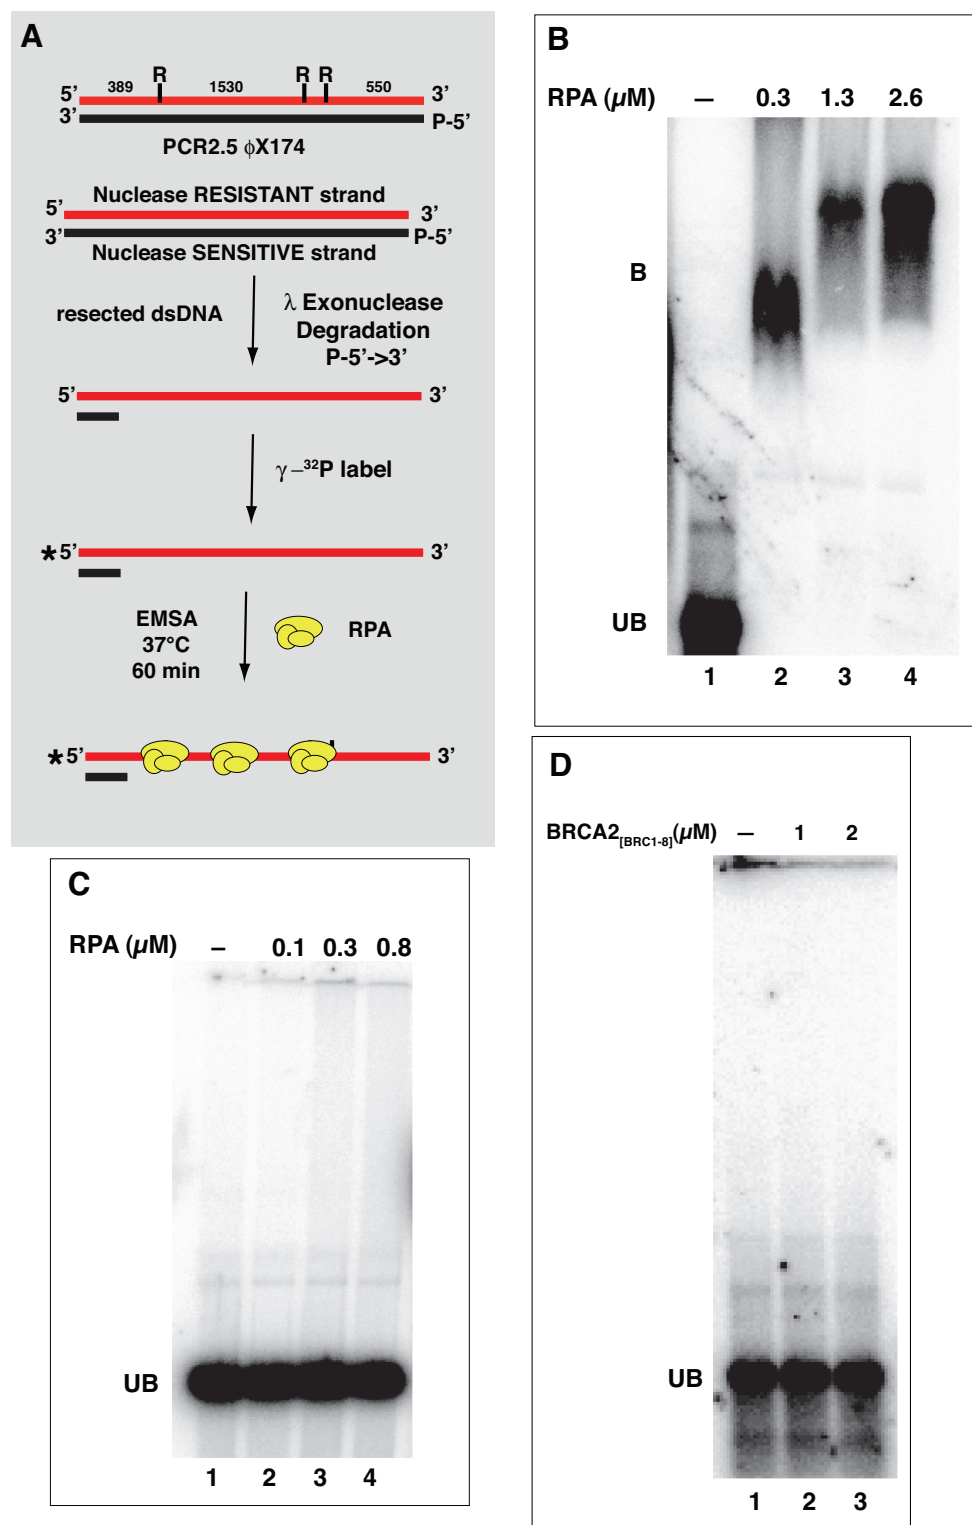 A
R R R
389 1530 550
5’ 3’
3’ P-5’
PCR2.5 ϕX174
Nuclease RESISTANT strand
5’ 3’
3’ P-5’
Nuclease SENSITIVE strand
resected dsDNA
λ Exonuclease
Degradation
P-5’->3’
5’ 3’
γ–³²P label
*5’ 3’
EMSA
37°C
60 min
RPA
*5’ 3’
B
RPA (µM) – 0.3 1.3 2.6
B
UB
1 2 3 4
C
RPA (µM) – 0.1 0.3 0.8
UB
1 2 3 4
D
BRCA2[BRC1-8](µM) – 1 2
UB
1 2 3